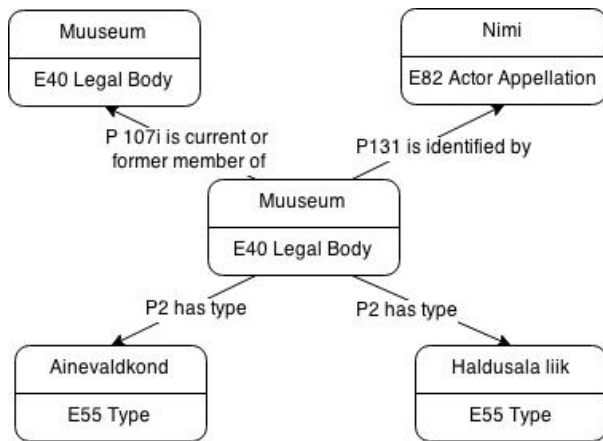 Muuseum
E40 Legal Body
Nimi
E82 Actor Appellation
P 107i is current or
former member of
P131 is identified by
Muuseum
E40 Legal Body
P2 has type
P2 has type
Ainevaldkond
E55 Type
Haldusala liik
E55 Type